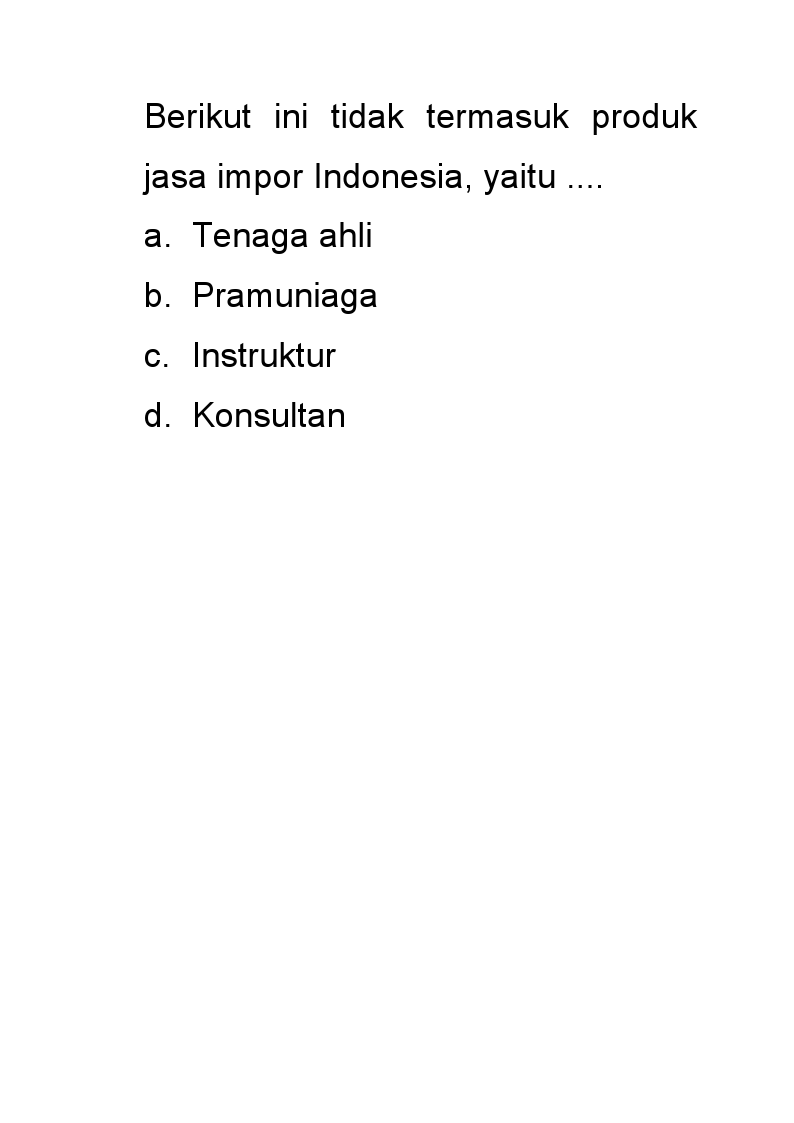 Berikut ini tidak termasuk produk
jasa impor Indonesia, yaitu ....
a. Tenaga ahli
b. Pramuniaga
c. Instruktur
d. Konsultan